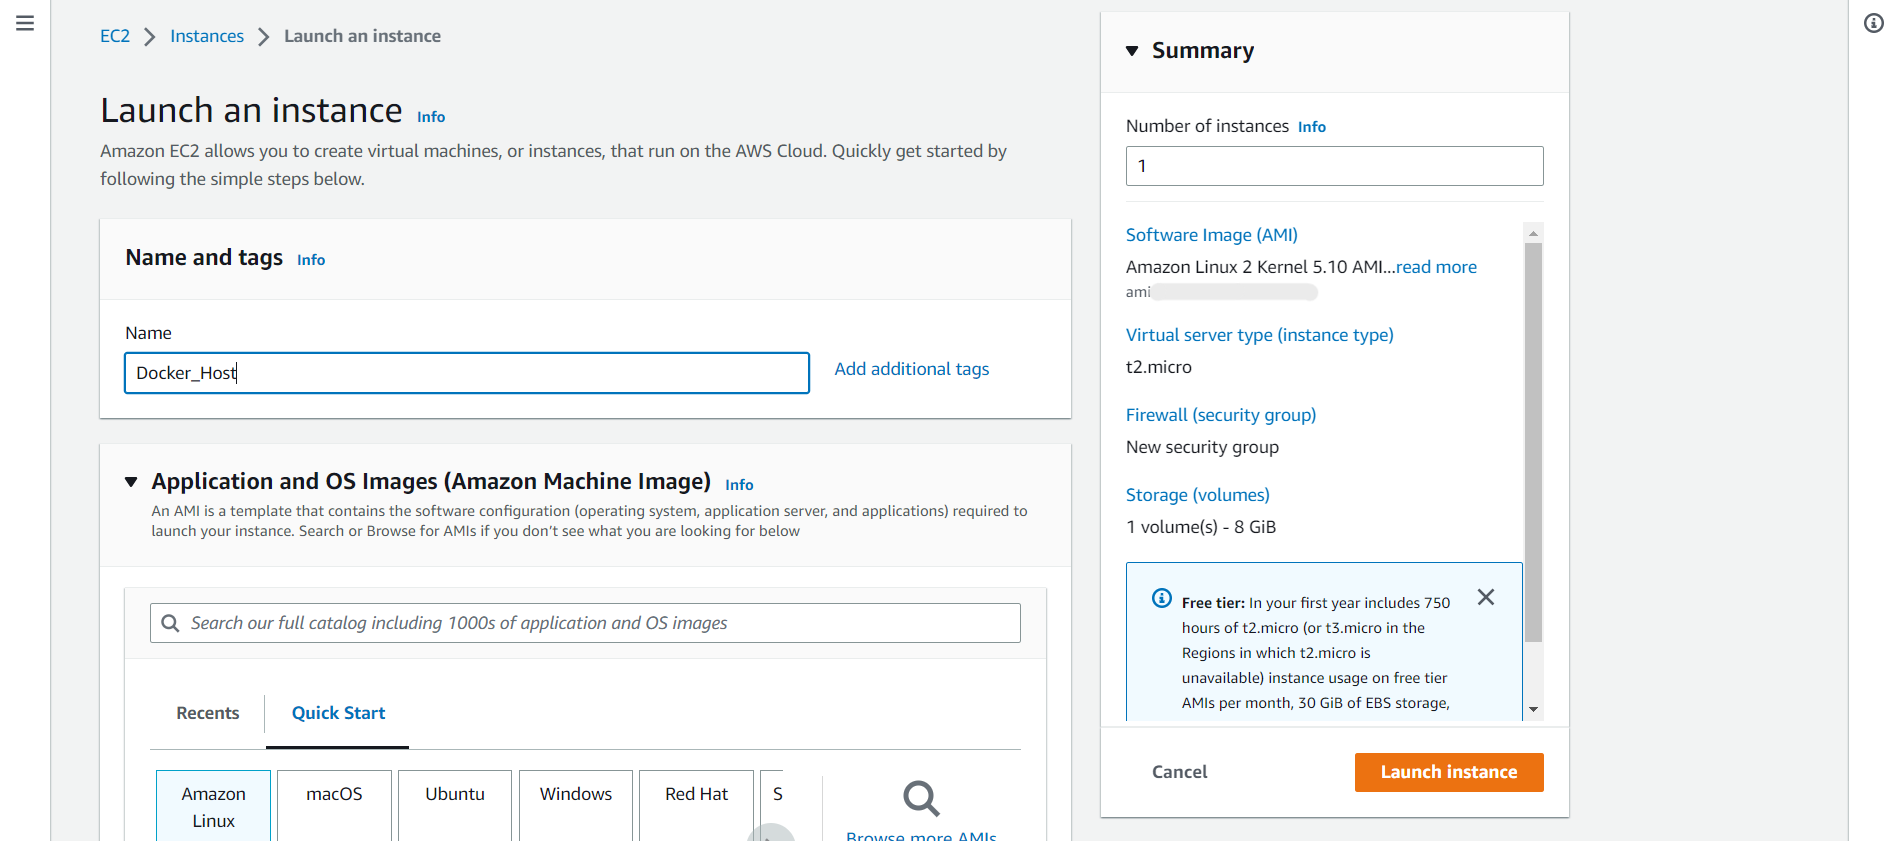 EC2 Instances Launch an instance
Launch an instance Info
Amazon EC2 allows you to create virtual machines, or instances, that run on the AWS Cloud. Quickly get started by
following the simple steps below.
Name and tags Info
Name
Docker_Host
Add additional tags
Application and OS Images (Amazon Machine Image) Info
An AMI is a template that contains the software configuration (operating system, application server, and applications) required to
launch your instance. Search or Browse for AMIs if you don’t see what you are looking for below
Search our full catalog including 1000s of application and OS images
Recents
Quick Start
Amazon
Linux
macOS
Ubuntu
Windows
Red Hat
S
Browse more AMIs
Summary
Number of instances Info
1
Software Image (AMI)
Amazon Linux 2 Kernel 5.10 AMI...read more
ami
Virtual server type (instance type)
t2.micro
Firewall (security group)
New security group
Storage (volumes)
1 volume(s) - 8 GiB
Free tier: In your first year includes 750
hours of t2.micro (or t3.micro in the
Regions in which t2.micro is
unavailable) instance usage on free tier
AMIs per month, 30 GiB of EBS storage,
Cancel
Launch instance